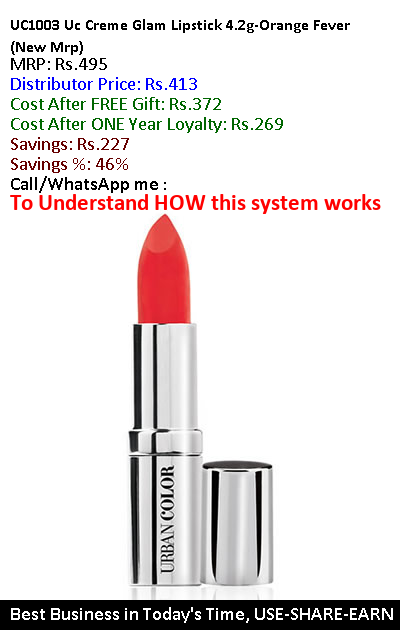 UC1003 Uc Creme Glam Lipstick 4.2g-Orange Fever
(New Mrp)
MRP: Rs.495
Distributor Price: Rs.413
Cost After FREE Gift: Rs.372
Cost After ONE Year Loyalty: Rs.269
Savings: Rs.227
Savings %: 46%
Call/WhatsApp me :
To Understand HOW this system works
URBAN COLOR
Best Business in Today's Time, USE-SHARE-EARN